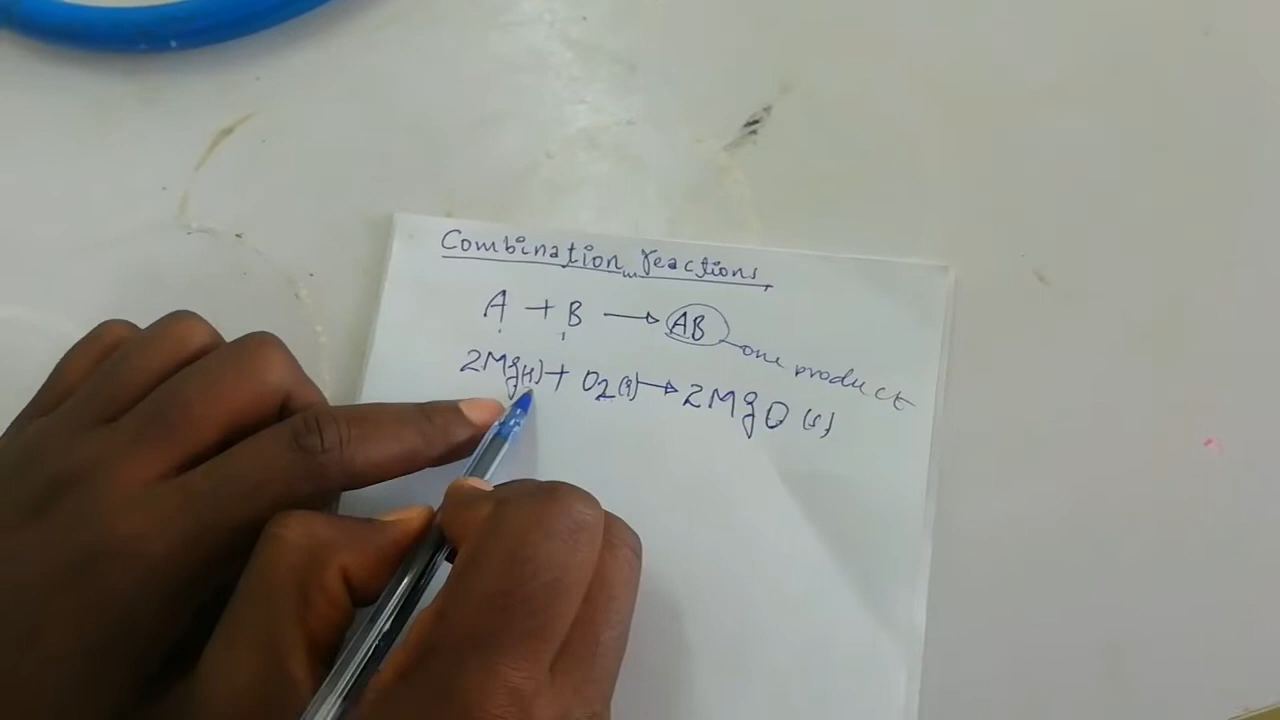 Combination reactions
A + B → AB one product
2Mg(s) + O2(g) → 2MgO(s)